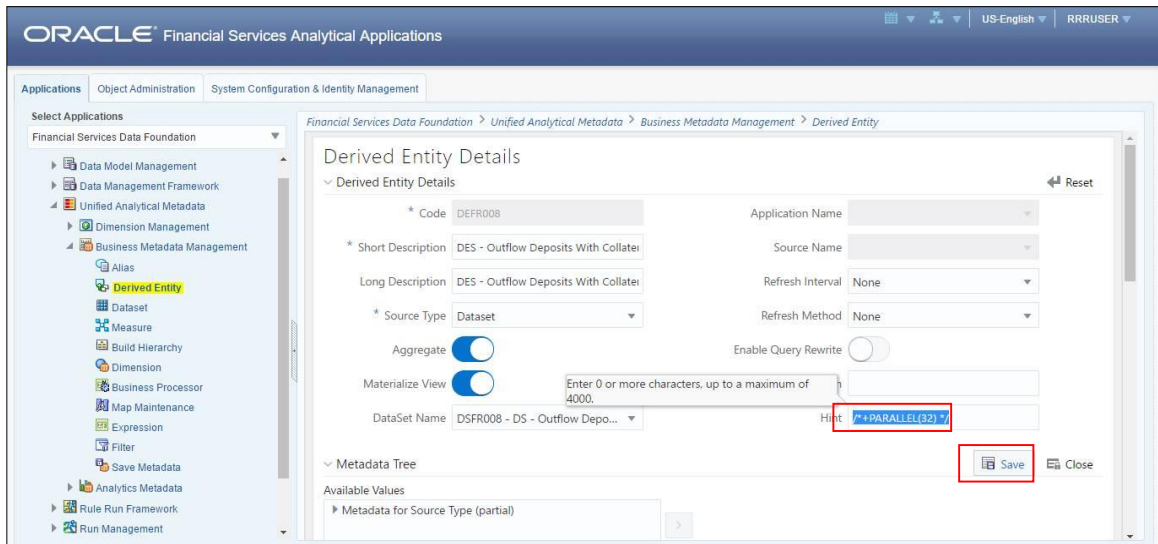 US-English
RRRUSER
ORACLE Financial Services Analytical Applications
Applications
Object Administration
System Configuration & Identity Management
Select Applications
Financial Services Data Foundation
Data Model Management
Data Management Framework
Unified Analytical Metadata
Dimension Management
Business Metadata Management
Alias
Derived Entity
Dataset
Measure
Build Hierarchy
Dimension
Business Processor
Map Maintenance
Expression
Filter
Save Metadata
Analytics Metadata
Rule Run Framework
Run Management
Financial Services Data Foundation > Unified Analytical Metadata > Business Metadata Management > Derived Entity
Derived Entity Details
Derived Entity Details
Reset
* Code DEFR008
Application Name
* Short Description DES - Outflow Deposits With Collater
Source Name
Long Description DES - Outflow Deposits With Collater
Refresh Interval None
* Source Type Dataset
Refresh Method None
Aggregate
Enable Query Rewrite
Materialize View
Enter 0 or more characters, up to a maximum of
4000.
DataSet Name DSFR008 - DS - Outflow Depo...
Hint /*+PARALLEL(32) */
Metadata Tree
Save
Close
Available Values
Metadata for Source Type (partial)